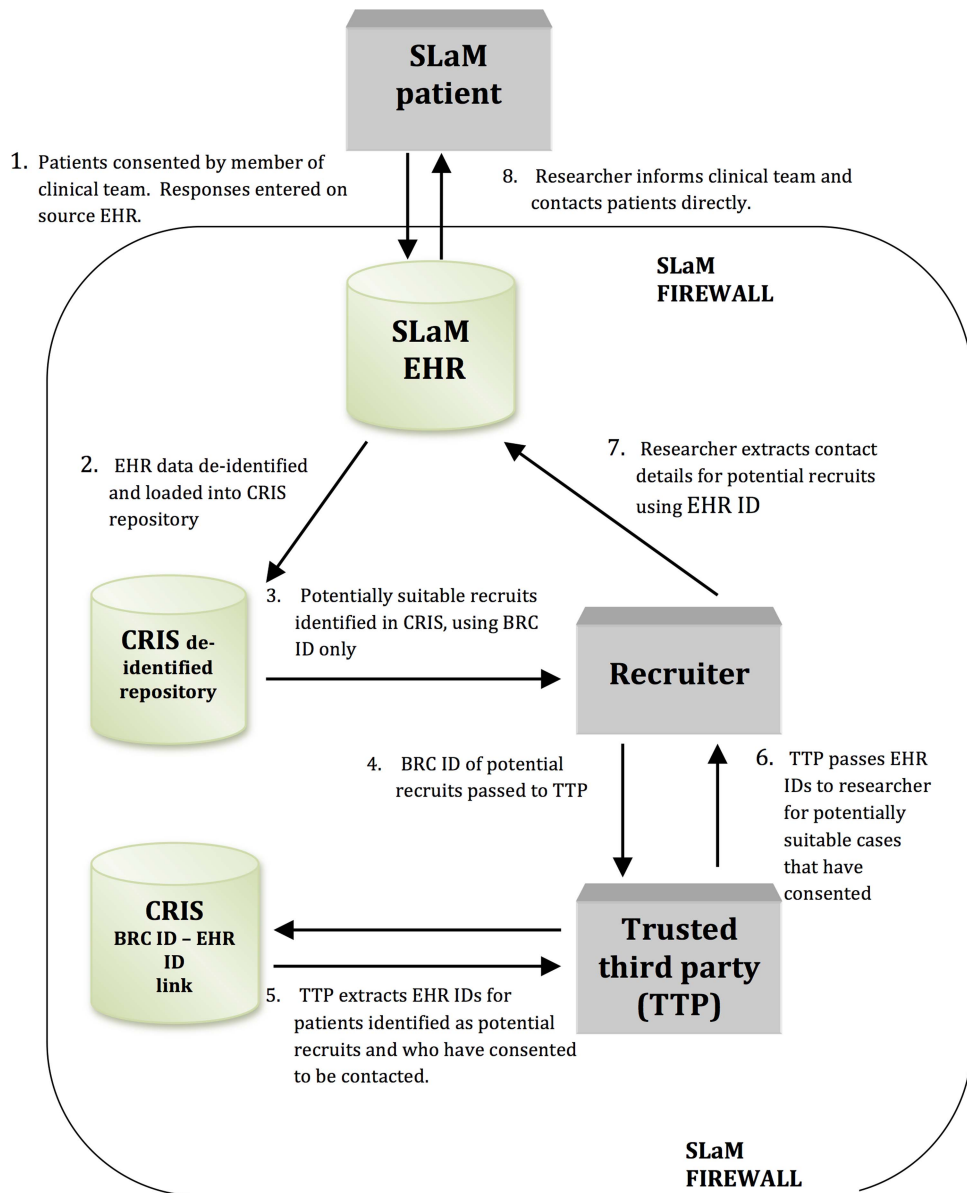 SLaM
patient
1. Patients consented by member of
clinical team.  Responses entered on
source EHR.
8. Researcher informs clinical team and
contacts patients directly.
SLaM
FIREWALL
SLaM
EHR
2. EHR data de-identified
and loaded into CRIS
repository
7. Researcher extracts contact
details for potential recruits
using EHR ID
3. Potentially suitable recruits
identified in CRIS, using BRC
ID only
CRIS de-
identified
repository
Recruiter
4. BRC ID of potential
recruits passed to TTP
6. TTP passes EHR
IDs to researcher
for potentially
suitable cases
that have
consented
CRIS
BRC ID – EHR
ID
link
Trusted
third party
(TTP)
5. TTP extracts EHR IDs for
patients identified as potential
recruits and who have consented
to be contacted.
SLaM
FIREWALL